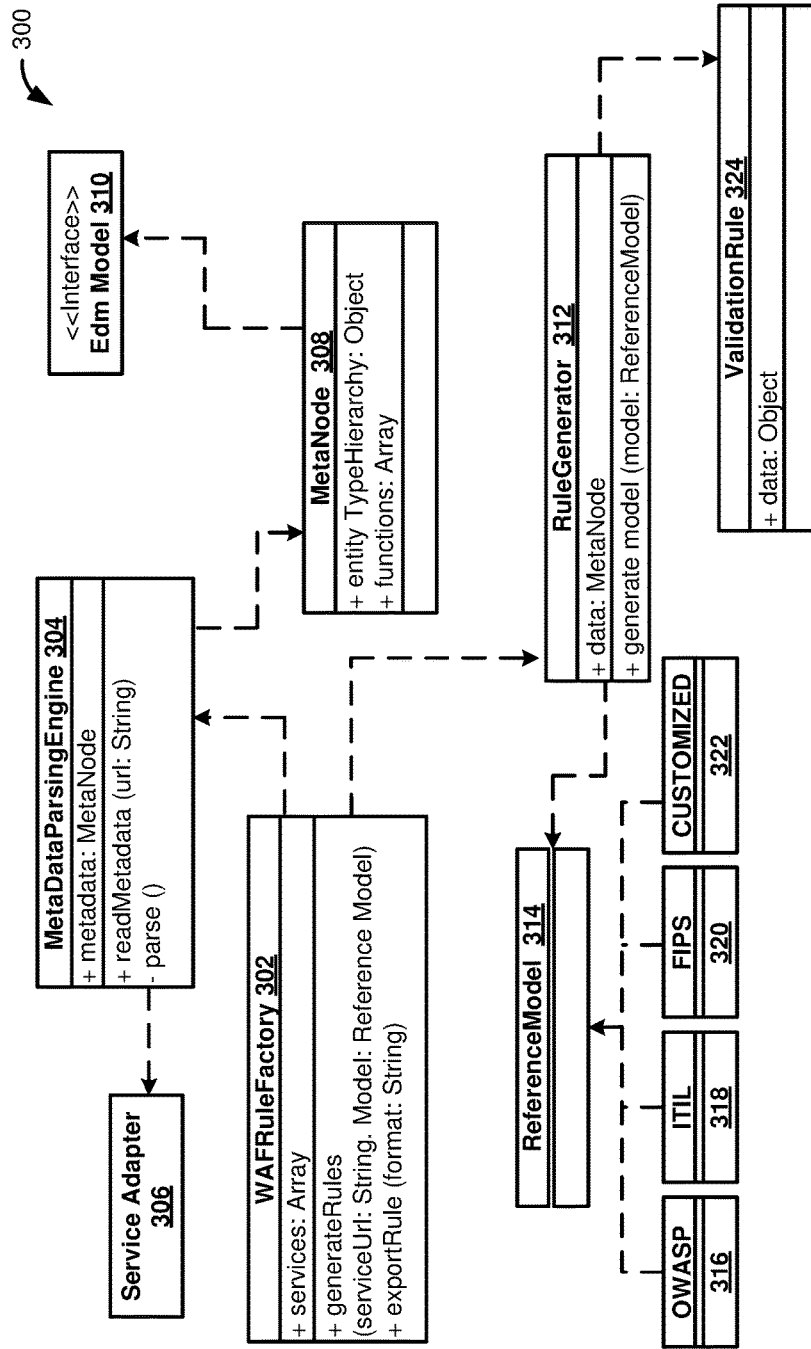 300
<<Interface>>
Edm Model 310
MetaDataParsingEngine 304
+ metadata: MetaNode
+ readMetadata (url: String)
- parse ()
Service Adapter
306
MetaNode 308
+ entity TypeHierarchy: Object
+ functions: Array
WAFRuleFactory 302
+ services: Array
+ generateRules
(serviceUrl: String. Model: Reference Model)
+ exportRule (format: String)
RuleGenerator 312
+ data: MetaNode
+ generate model (model: ReferenceModel)
ReferenceModel 314
OWASP
316
ITIL
318
FIPS
320
CUSTOMIZED
322
ValidationRule 324
+ data: Object